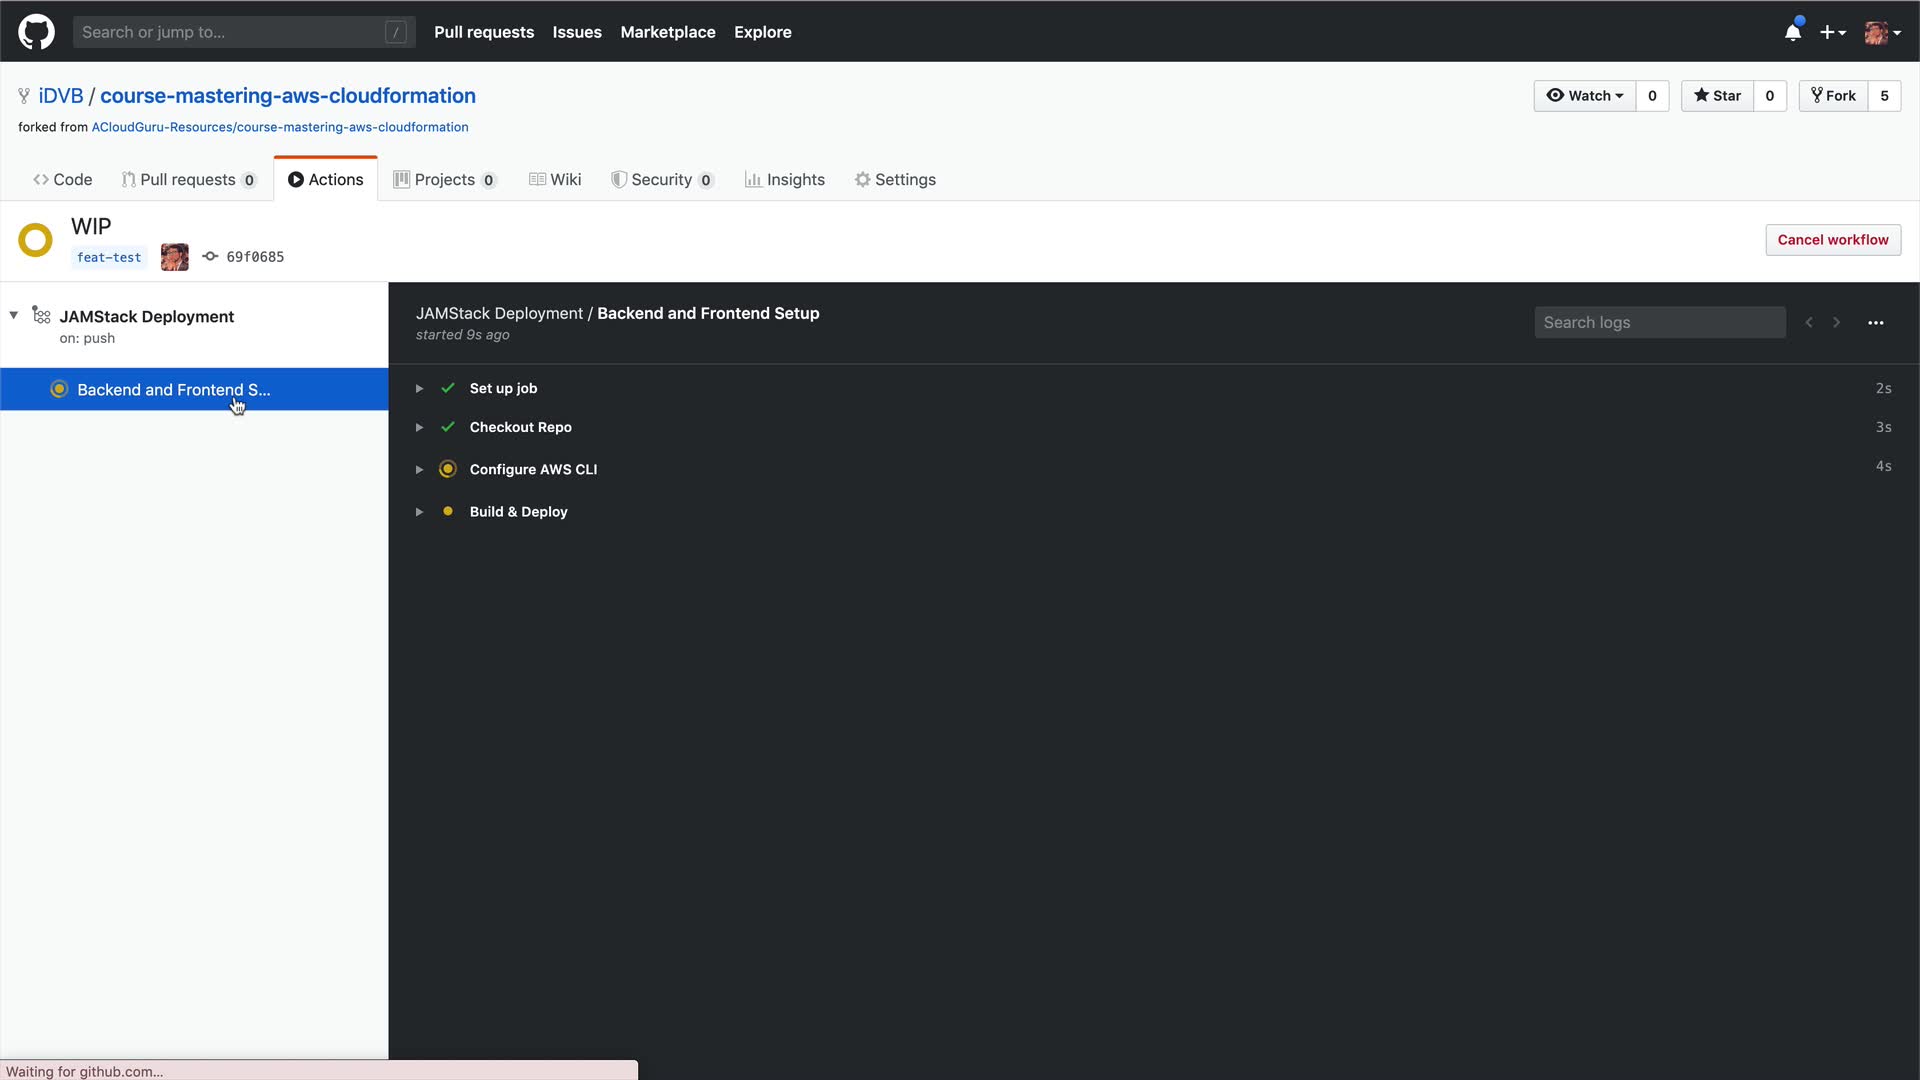 Search or jump to... /
Pull requests Issues Marketplace Explore
iDVB / course-mastering-aws-cloudformation
Watch 0 Star 0 Fork 5
forked from ACloudGuru-Resources/course-mastering-aws-cloudformation
Code Pull requests 0 Actions Projects 0 Wiki Security 0 Insights Settings
WIP
feat-test 69f0685
Cancel workflow
JAMStack Deployment
on: push
Backend and Frontend S...
JAMStack Deployment / Backend and Frontend Setup
started 9s ago
Search logs
Set up job 2s
Checkout Repo 3s
Configure AWS CLI 4s
Build & Deploy
Waiting for github.com...